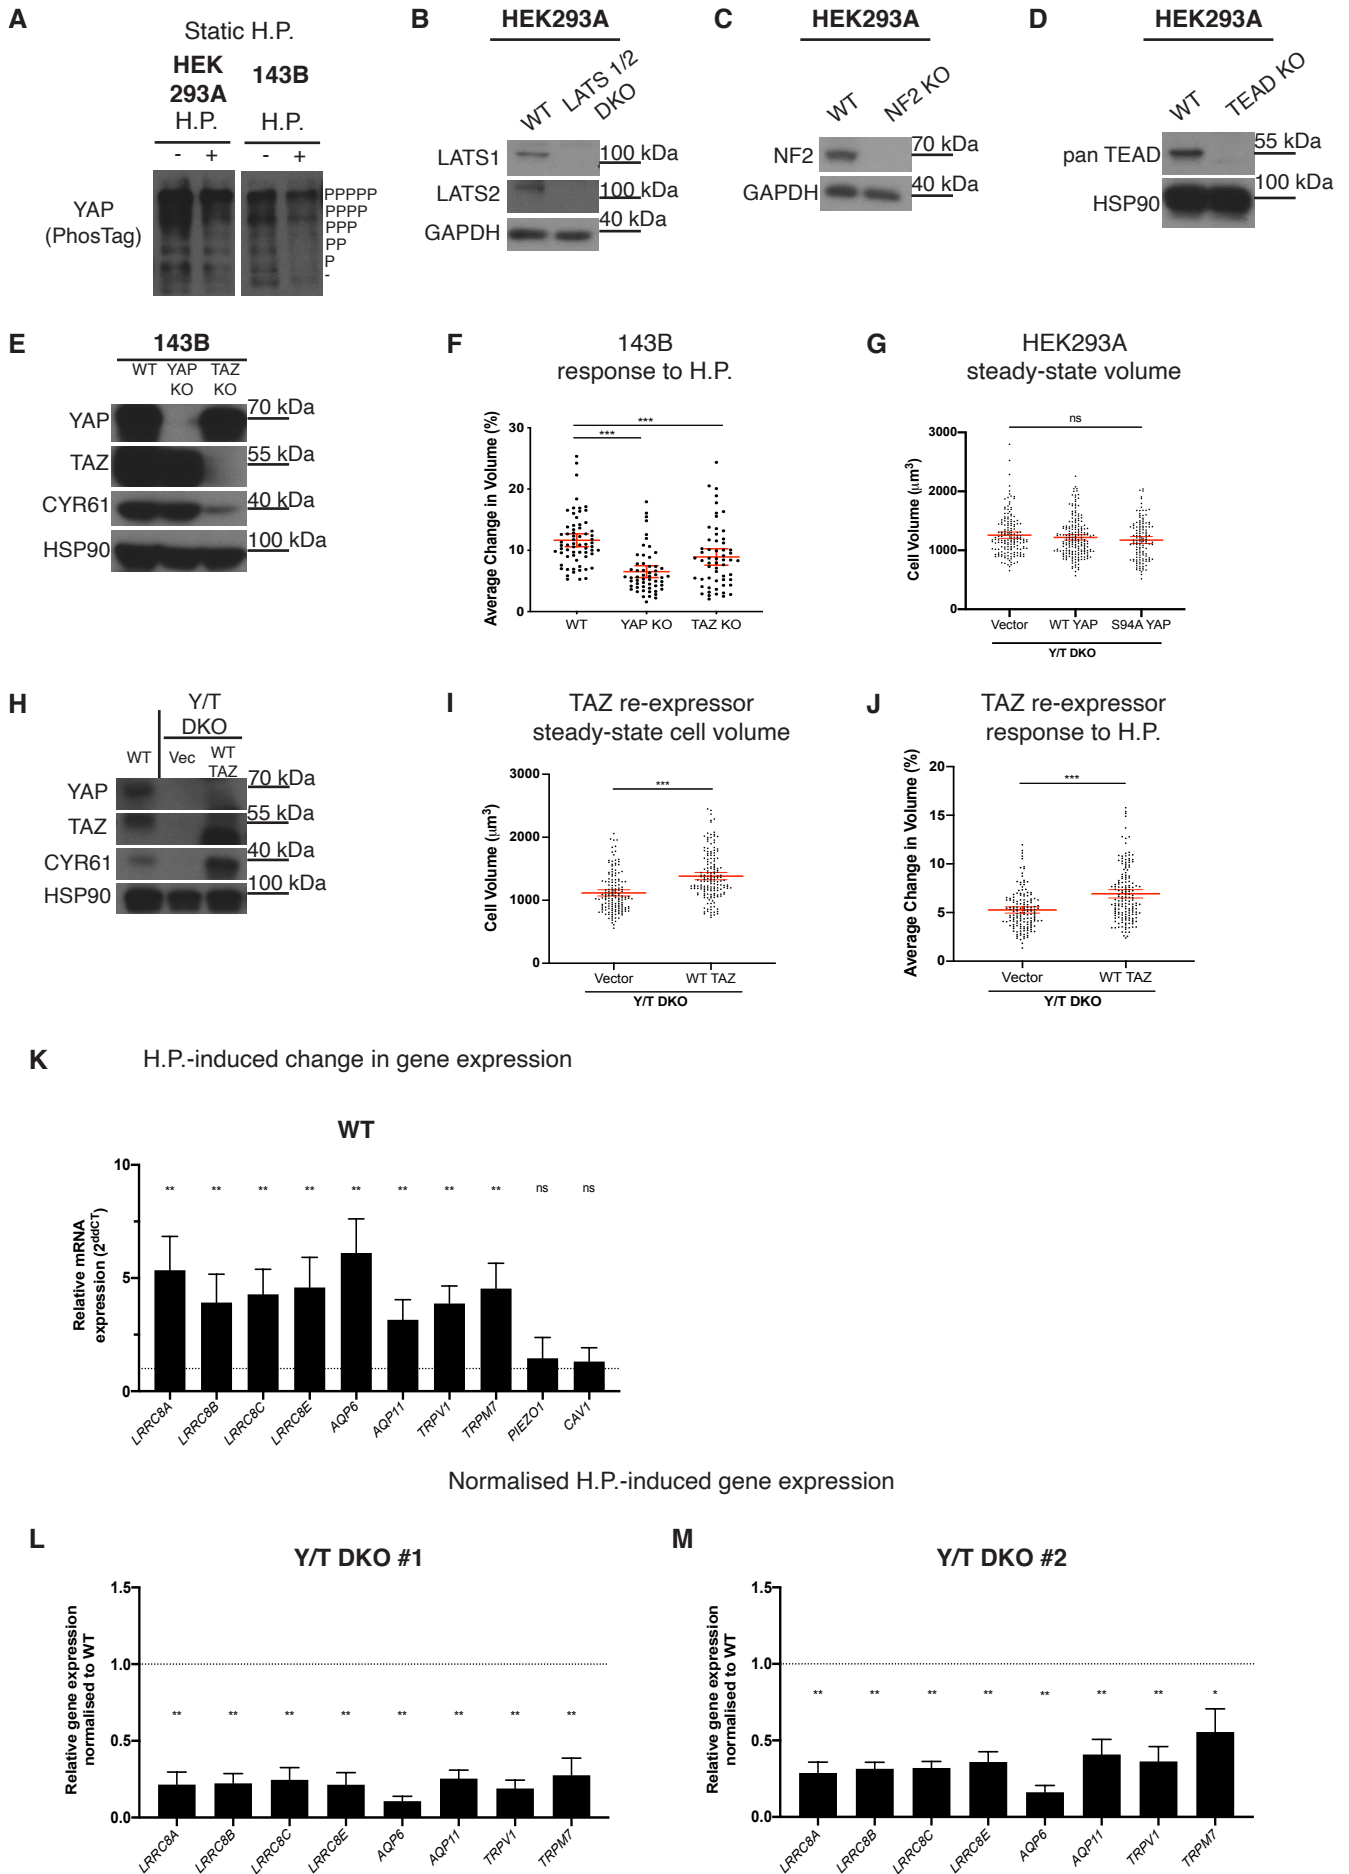 A
Static H.P.
HEK
293A
143B
H.P.
H.P.
- + - +
YAP
(PhosTag)
PPPPP
PPPP
PPP
PP
P
-
B
HEK293A
WT
LATS 1/2
DKO
LATS1
100 kDa
LATS2
100 kDa
GAPDH
40 kDa
C
HEK293A
WT
NF2 KO
NF2
70 kDa
GAPDH
40 kDa
D
HEK293A
WT
TEAD KO
pan TEAD
55 kDa
HSP90
100 kDa
E
143B
WT YAP TAZ
KO KO
YAP
70 kDa
TAZ
55 kDa
CYR61
40 kDa
HSP90
100 kDa
F
143B
response to H.P.
Average Change in Volume (%)
30
20
10
0
***
***
WT YAP KO TAZ KO
G
HEK293A
steady-state volume
Cell Volume (μm³)
3000
2000
1000
0
ns
Vector WT YAP S94A YAP
Y/T DKO
H
Y/T
DKO
WT Vec WT
TAZ
YAP
70 kDa
TAZ
55 kDa
CYR61
40 kDa
HSP90
100 kDa
I
TAZ re-expressor
steady-state cell volume
Cell Volume (μm³)
3000
2000
1000
0
***
Vector WT TAZ
Y/T DKO
J
TAZ re-expressor
response to H.P.
Average Change in Volume (%)
20
15
10
5
0
***
Vector WT TAZ
Y/T DKO
K
H.P.-induced change in gene expression
WT
Relative mRNA
expression (2ddCT)
10
5
0
** ** ** ** ** ** ** ** ns ns
LRRC8A LRRC8B LRRC8C LRRC8E AQP6 AQP11 TRPV1 TRPM7 PIEZO1 CAV1
Normalised H.P.-induced gene expression
L
Y/T DKO #1
Relative gene expression
normalised to WT
1.5
1.0
0.5
0.0
** ** ** ** ** ** ** **
LRRC8A LRRC8B LRRC8C LRRC8E AQP6 AQP11 TRPV1 TRPM7
M
Y/T DKO #2
Relative gene expression
normalised to WT
1.5
1.0
0.5
0.0
** ** ** ** ** ** ** *
LRRC8A LRRC8B LRRC8C LRRC8E AQP6 AQP11 TRPV1 TRPM7